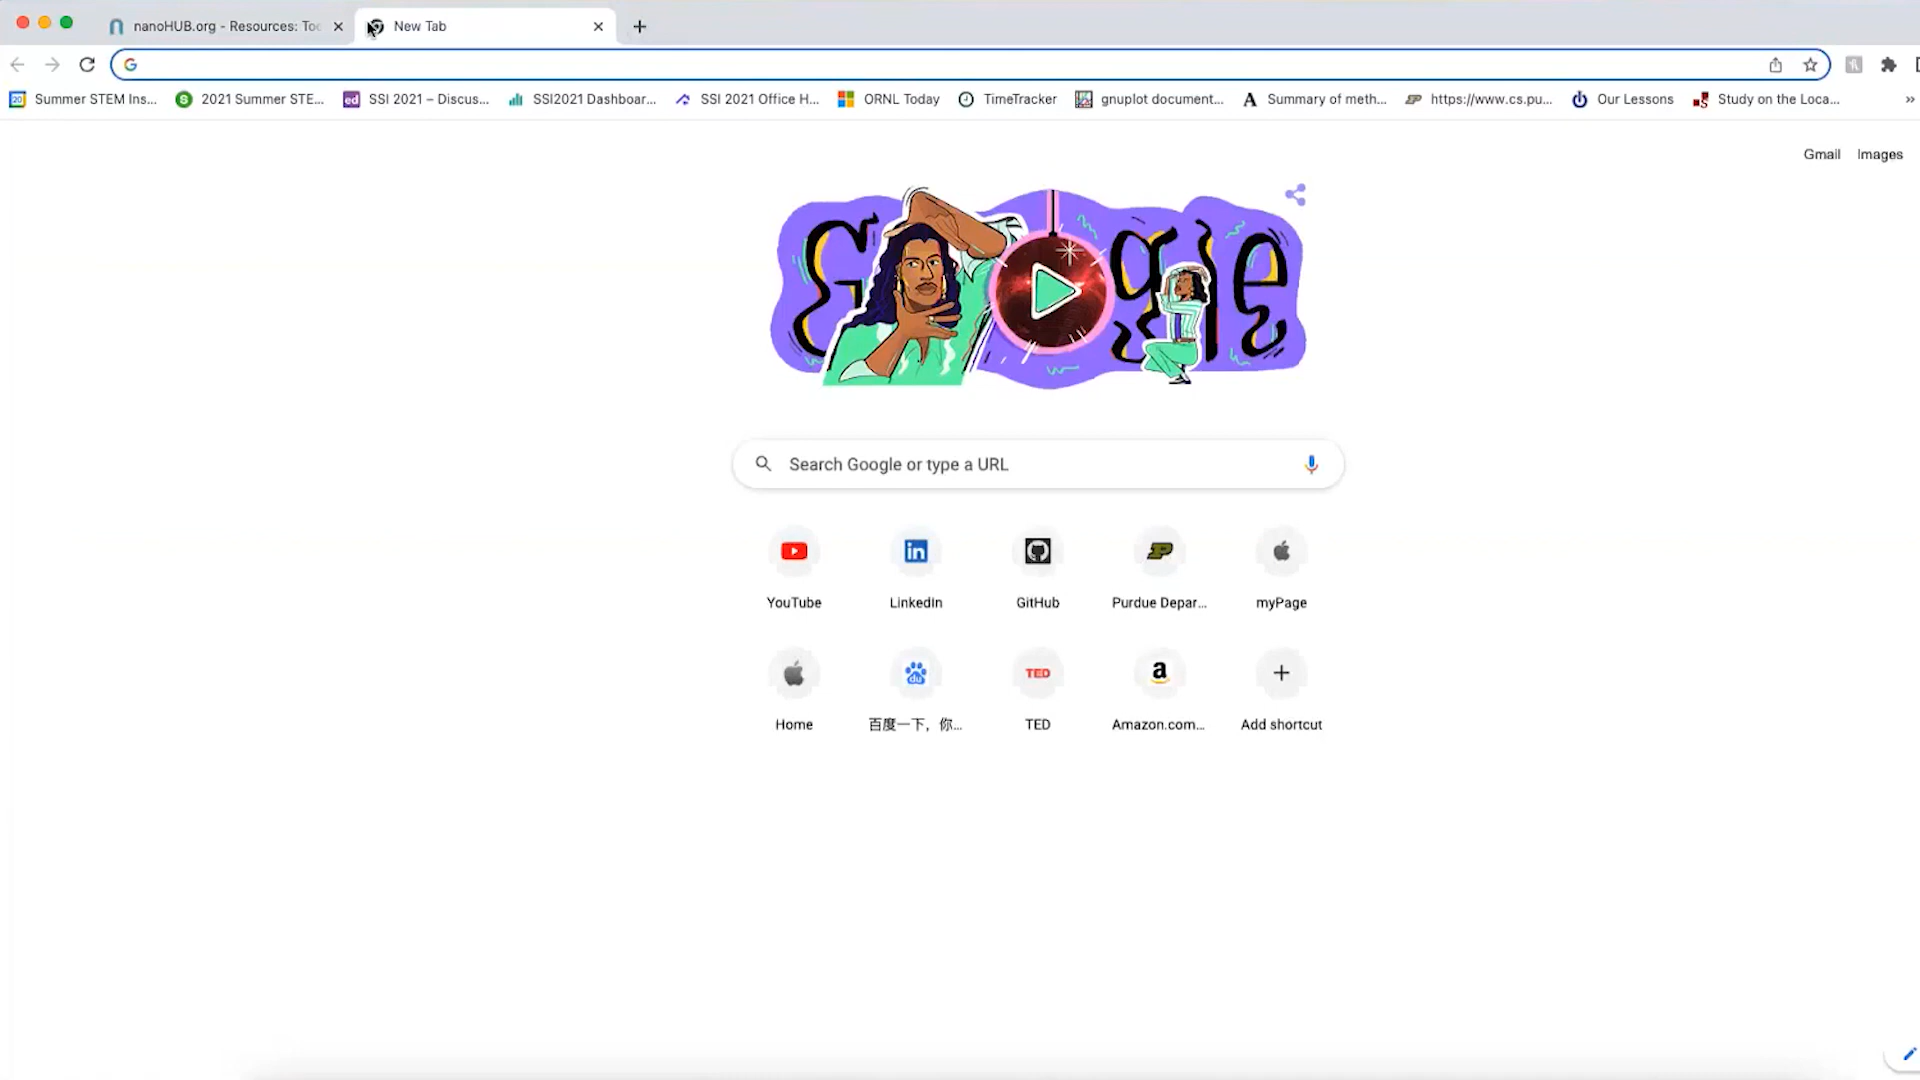 nanoHUB.org - Resources: Too
New Tab
Summer STEM Ins...
2021 Summer STE...
SSI 2021 – Discus...
SSI2021 Dashboar...
SSI 2021 Office H...
ORNL Today
TimeTracker
gnuplot document...
Summary of meth...
https://www.cs.pu...
Our Lessons
Study on the Loca...
Gmail
Images
Google
Search Google or type a URL
YouTube
LinkedIn
GitHub
Purdue Depar...
myPage
TED
Home
百度一下，你...
TED
Amazon.com...
Add shortcut